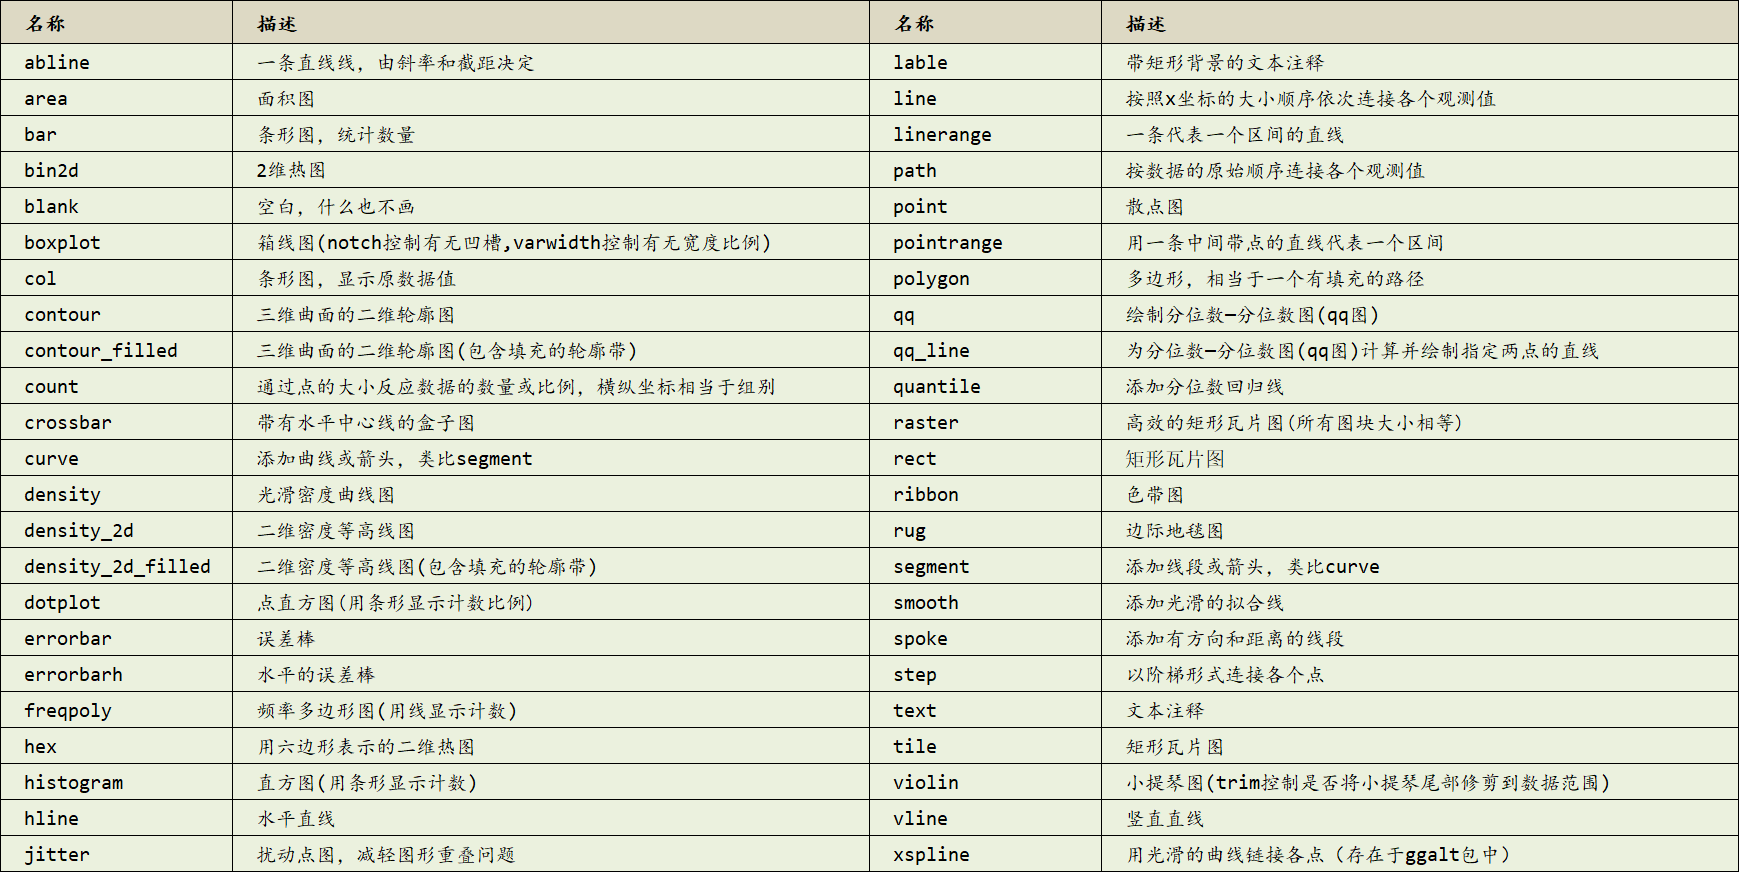 名称 描述 名称 描述
abline 一条直线线，由斜率和截距决定 lable 带矩形背景的文本注释
area 面积图 line 按照x坐标的大小顺序依次连接各个观测值
bar 条形图，统计数量 linerange 一条代表一个区间的直线
bin2d 2维热图 path 按数据的原始顺序连接各个观测值
blank 空白，什么也不画 point 散点图
boxplot 箱线图(notch控制有无凹槽,varwidth控制有无宽度比例) pointrange 用一条中间带点的直线代表一个区间
col 条形图，显示原数据值 polygon 多边形，相当于一个有填充的路径
contour 三维曲面的二维轮廓图 qq 绘制分位数—分位数图(qq图)
contour_filled 三维曲面的二维轮廓图(包含填充的轮廓带) qq_line 为分位数—分位数图(qq图)计算并绘制指定两点的直线
count 通过点的大小反应数据的数量或比例，横纵坐标相当于组别 quantile 添加分位数回归线
crossbar 带有水平中心线的盒子图 raster 高效的矩形瓦片图(所有图块大小相等)
curve 添加曲线或箭头，类比segment rect 矩形瓦片图
density 光滑密度曲线图 ribbon 色带图
density_2d 二维密度等高线图 rug 边际地毯图
density_2d_filled 二维密度等高线图(包含填充的轮廓带) segment 添加线段或箭头，类比curve
dotplot 点直方图(用条形显示计数比例) smooth 添加光滑的拟合线
errorbar 误差棒 spoke 添加有方向和距离的线段
errorbarh 水平的误差棒 step 以阶梯形式连接各个点
freqpoly 频率多边形图(用线显示计数) text 文本注释
hex 用六边形表示的二维热图 tile 矩形瓦片图
histogram 直方图(用条形显示计数) violin 小提琴图(trim控制是否将小提琴尾部修剪到数据范围)
hline 水平直线 vline 竖直直线
jitter 扰动点图，减轻图形重叠问题 xspline 用光滑的曲线链接各点（存在于ggalt包中）